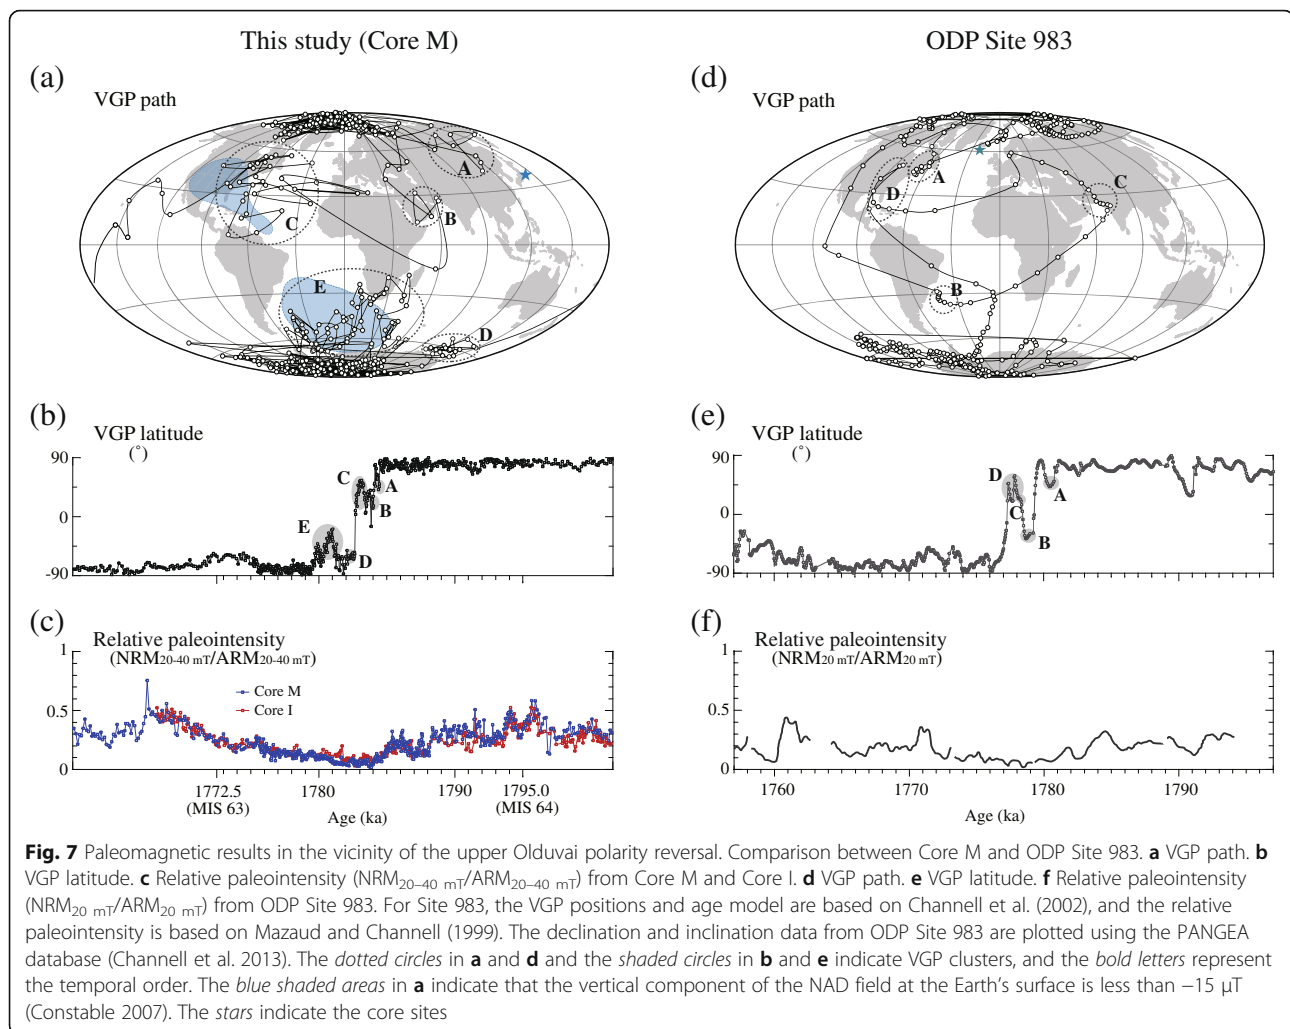 This study (Core M)
ODP Site 983
(a)
VGP path
A
B
C
E
D
(d)
VGP path
A
D
C
B
(b)
VGP latitude
(°)
90
0
-90
C
A
B
E
D
(e)
VGP latitude
(°)
90
0
-90
D
C
A
B
(c)
Relative paleointensity
(NRM20-40 mT/ARM20-40 mT)
1
0.5
0
Core M
Core I
1772.5 1780 1790 1795.0
(MIS 63) (MIS 64)
Age (ka)
(f)
Relative paleointensity
(NRM20 mT/ARM20 mT)
1
0.5
0
1760 1770 1780 1790
Age (ka)
Fig. 7 Paleomagnetic results in the vicinity of the upper Olduvai polarity reversal. Comparison between Core M and ODP Site 983. a VGP path. b
VGP latitude. c Relative paleointensity (NRM20–40 mT/ARM20–40 mT) from Core M and Core I. d VGP path. e VGP latitude. f Relative paleointensity
(NRM20 mT/ARM20 mT) from ODP Site 983. For Site 983, the VGP positions and age model are based on Channell et al. (2002), and the relative
paleointensity is based on Mazaud and Channell (1999). The declination and inclination data from ODP Site 983 are plotted using the PANGEA
database (Channell et al. 2013). The dotted circles in a and d and the shaded circles in b and e indicate VGP clusters, and the bold letters represent
the temporal order. The blue shaded areas in a indicate that the vertical component of the NAD field at the Earth's surface is less than −15 μT
(Constable 2007). The stars indicate the core sites